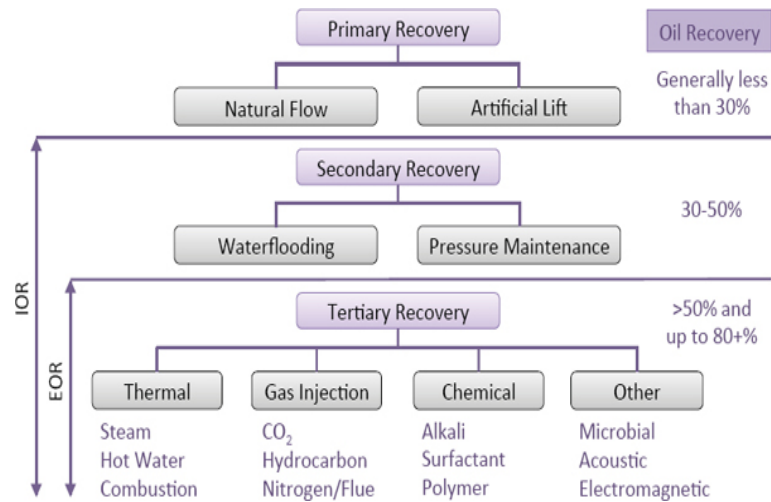 Primary Recovery
Oil Recovery
Natural Flow
Artificial Lift
Generally less
than 30%
Secondary Recovery
Waterflooding
Pressure Maintenance
30-50%
IOR
EOR
Tertiary Recovery
>50% and
up to 80+%
Thermal
Gas Injection
Chemical
Other
Steam
Hot Water
Combustion
CO₂
Hydrocarbon
Nitrogen/Flue
Alkali
Surfactant
Polymer
Microbial
Acoustic
Electromagnetic